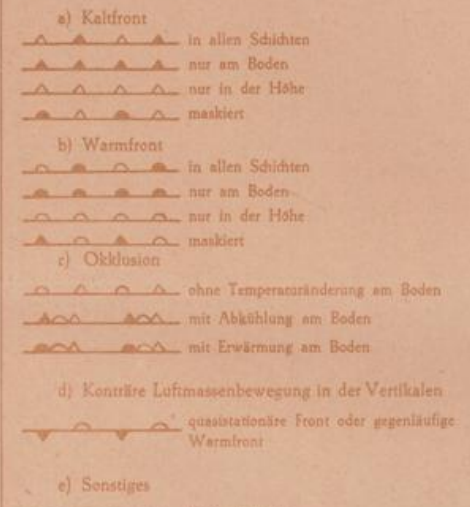 a) Kaltfront
in allen Schichten
nur am Boden
nur in der Höhe
maskiert
b) Warmfront
in allen Schichten
nur am Boden
nur in der Höhe
maskiert
c) Okklusion
ohne Temperaturänderung am Boden
mit Abkühlung am Boden
mit Erwärmung am Boden
d) Konträre Luftmassenbewegung in der Vertikalen
quasistationäre Front oder gegenläufige
Warmfront
e) Sonstiges